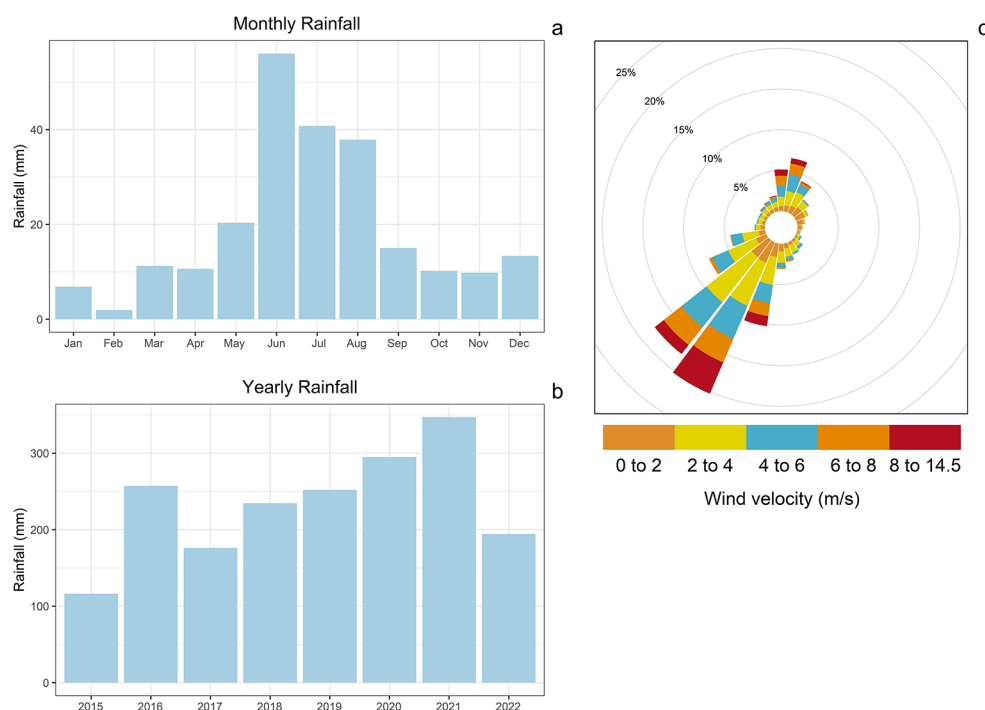 Monthly Rainfall
a
Rainfall (mm)
40
20
0
Jan Feb Mar Apr May Jun Jul Aug Sep Oct Nov Dec
Yearly Rainfall
b
Rainfall (mm)
300
200
100
0
2015 2016 2017 2018 2019 2020 2021 2022
c
25%
20%
15%
10%
5%
0 to 2 2 to 4 4 to 6 6 to 8 8 to 14.5
Wind velocity (m/s)